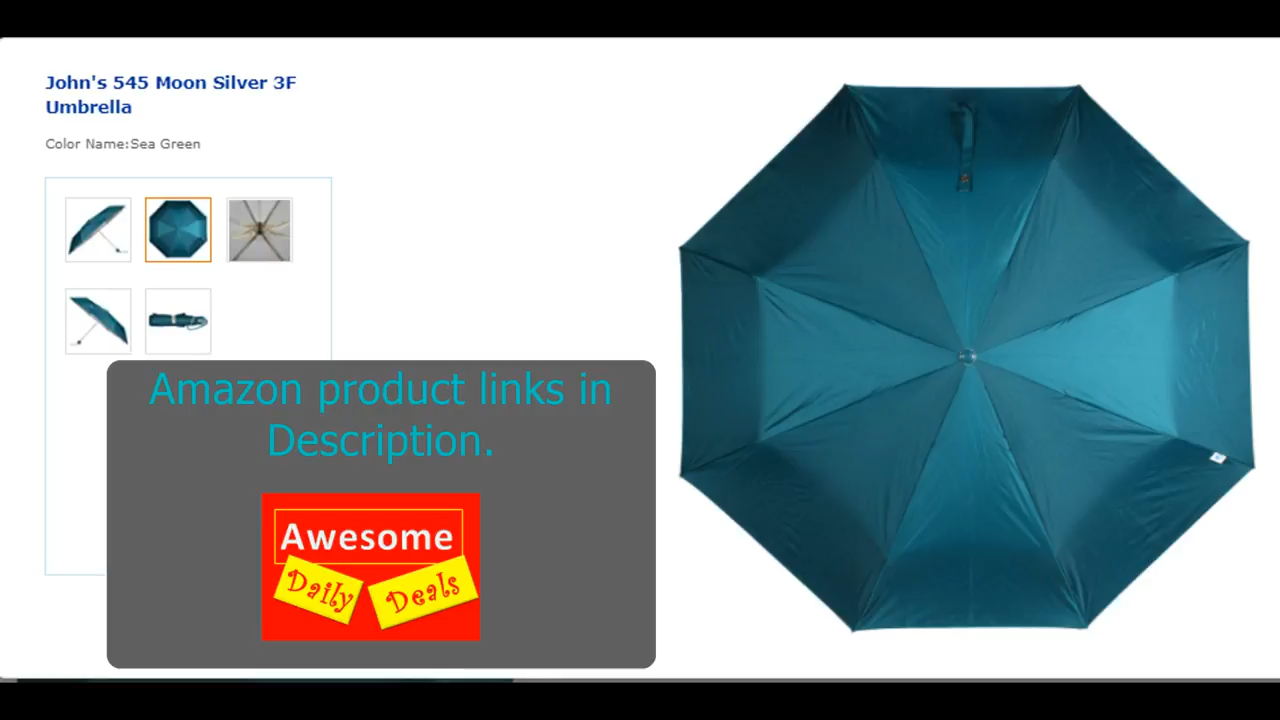 John's 545 Moon Silver 3F
Umbrella
Color Name:Sea Green
Amazon product links in
Description.
Awesome
Daily
Deals